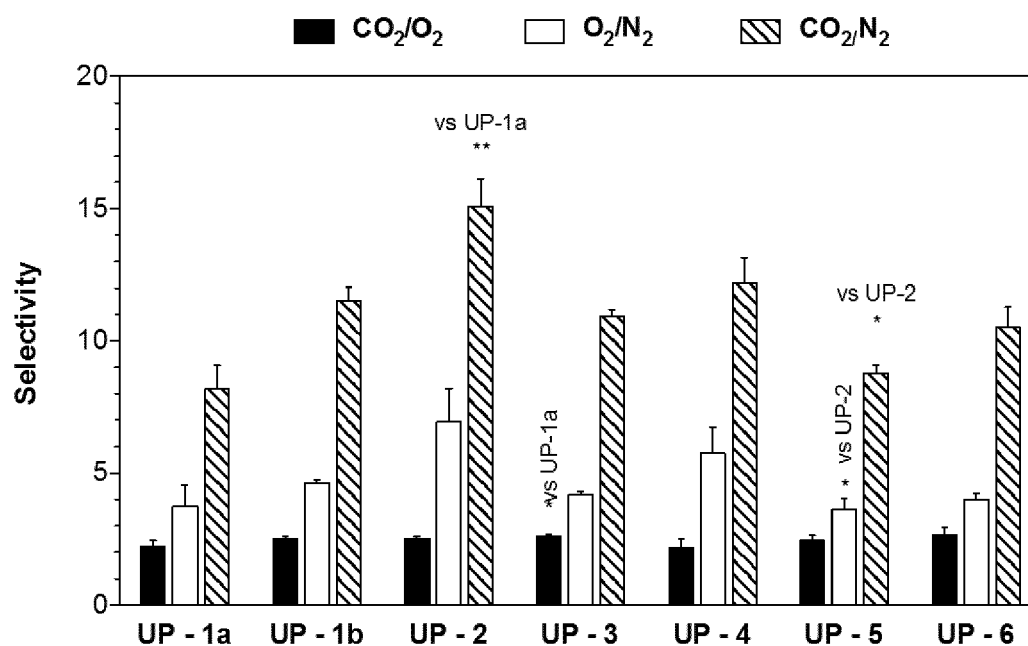 CO₂/O₂ O₂/N₂ CO₂/N₂
20
vs UP-1a
**
15
vs UP-2
*
10
Selectivity
vs UP-1a
*
vs UP-2
*
5
0
UP - 1a UP - 1b UP - 2 UP - 3 UP - 4 UP - 5 UP - 6